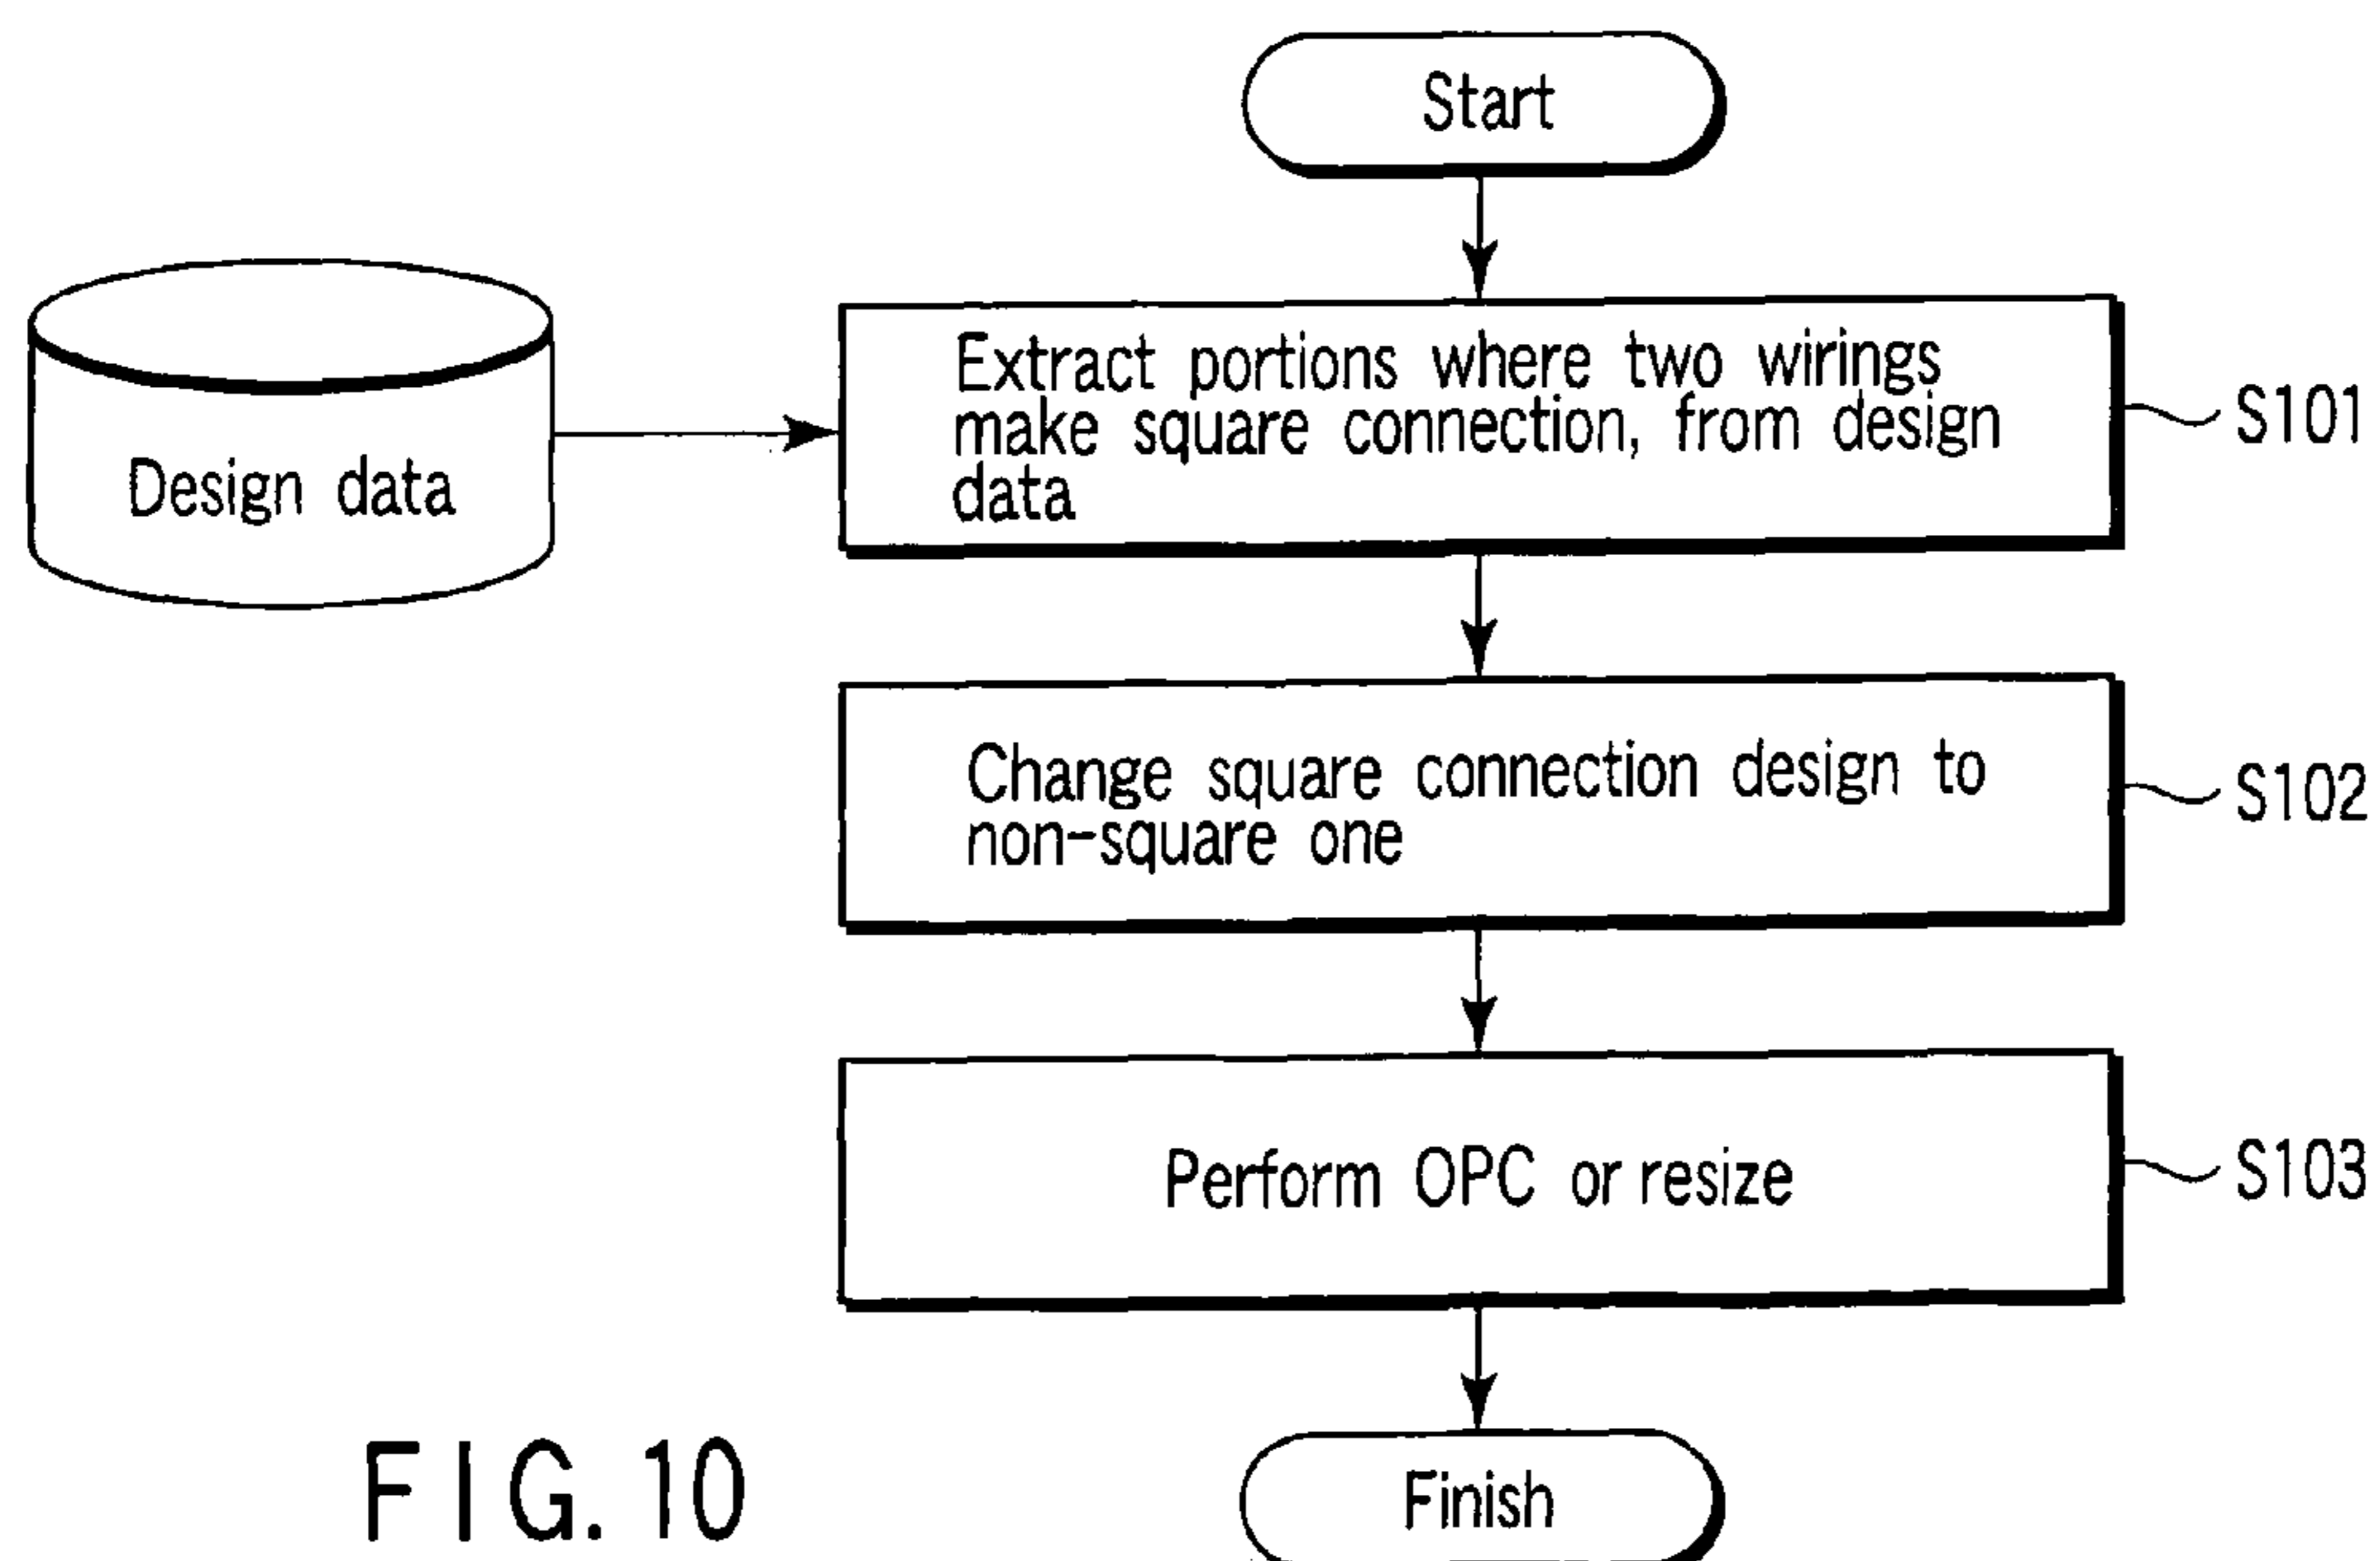 Start
Design data
Extract portions where two wirings
make square connection, from design
data
S101
Change square connection design to
non-square one
S102
Perform OPC or resize
S103
Finish
FIG. 10